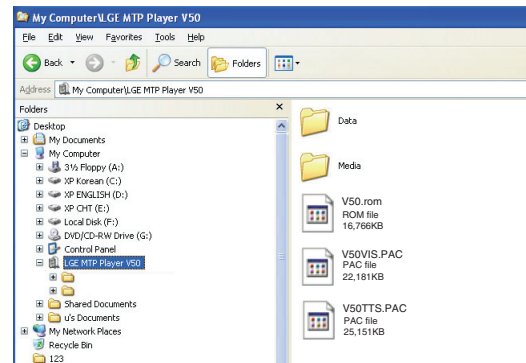 My Computer\LGE MTP Player V50
File Edit View Favorites Tools Help
Back Search Folders
Address My Computer\LGE MTP Player V50
Folders
Desktop
My Documents
My Computer
3½ Floppy (A:)
XP Korean (C:)
XP ENGLISH (D:)
XP CHT (E:)
Local Disk (F:)
DVD/CD-RW Drive (G:)
Control Panel
LGE MTP Player V50
Shared Documents
u's Documents
My Network Places
Recycle Bin
123
Data
Media
V50.rom
ROM file
16,766KB
V50VIS.PAC
PAC file
22,181KB
V50TTS.PAC
PAC file
25,151KB